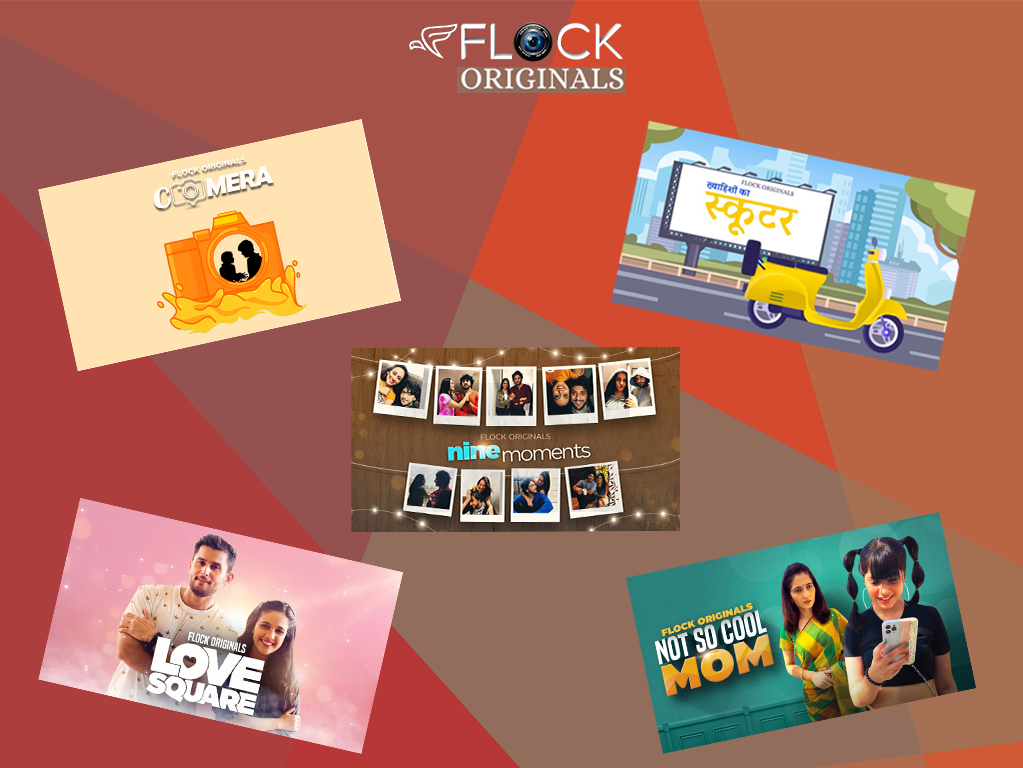 FLOCK
ORIGINALS
FLOCK ORIGINALS
CAMERA
FLOCK ORIGINALS
ख्वाहिशों का
स्कूटर
FLOCK ORIGINALS
nine moments
FLOCK ORIGINALS
LOVE
SQUARE
FLOCK ORIGINALS
NOT SO COOL
MOM